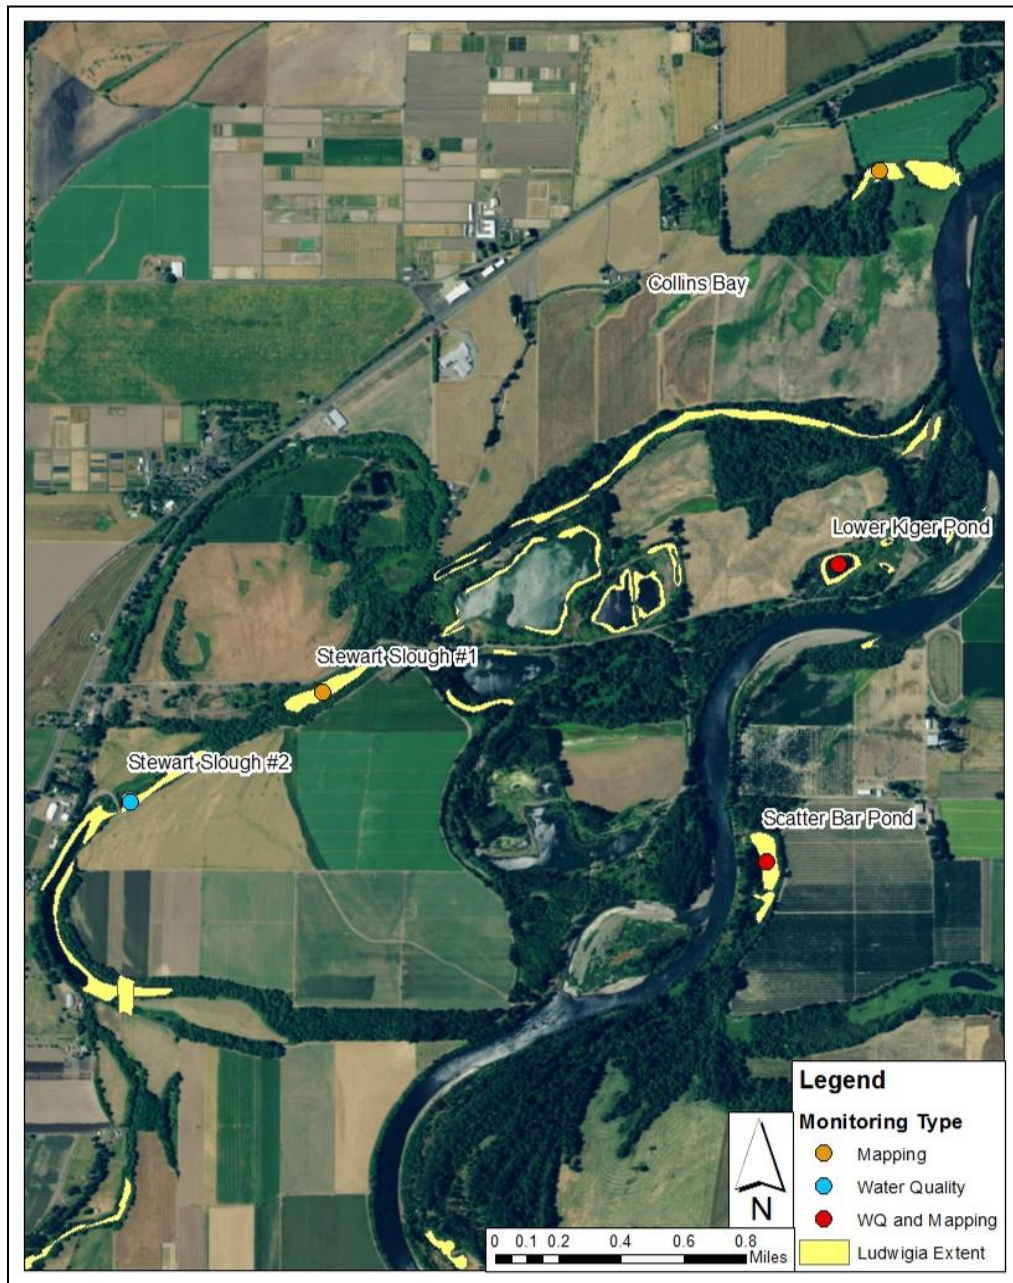 Collins Bay
Lower Kiger Pond
Stewart Slough #1
Stewart Slough #2
Scatter Bar Pond
Legend
Monitoring Type
Mapping
Water Quality
WQ and Mapping
Ludwigia Extent
N
0 0.1 0.2 0.4 0.6 0.8
Miles